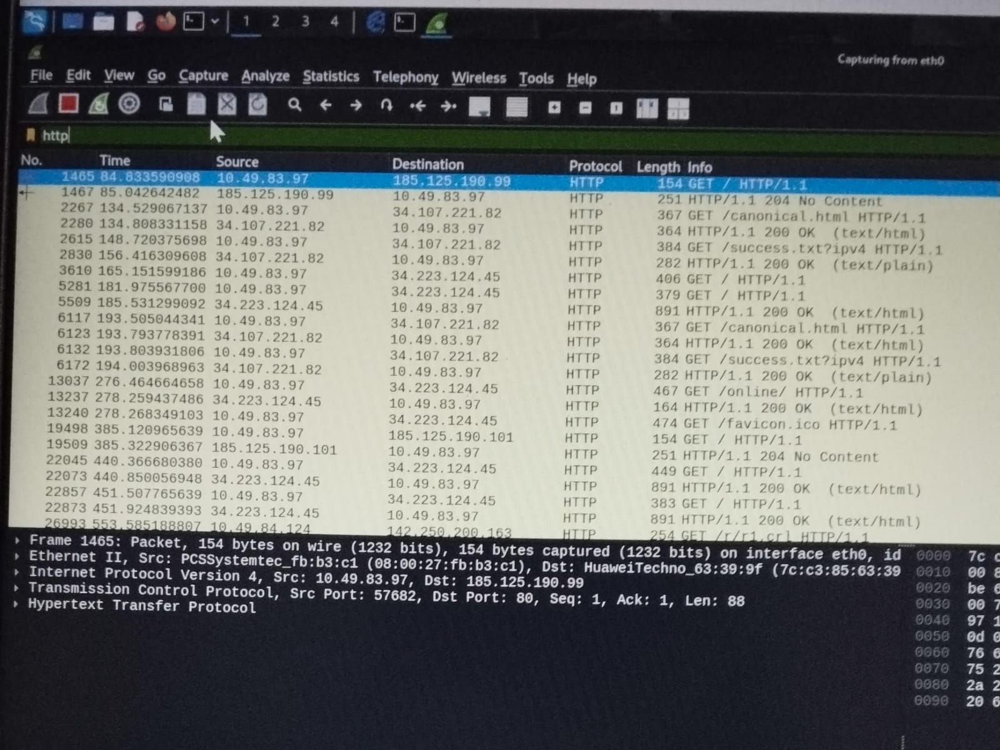 1 2 3 4
Capturing from eth0
File Edit View Go Capture Analyze Statistics Telephony Wireless Tools Help
http
No. Time Source Destination Protocol Length Info
1465 84.833590908 10.49.83.97 185.125.190.99 HTTP 154 GET / HTTP/1.1
1467 85.042642482 185.125.190.99 10.49.83.97 HTTP 251 HTTP/1.1 204 No Content
2267 134.529067137 10.49.83.97 34.107.221.82 HTTP 367 GET /canonical.html HTTP/1.1
2280 134.808331158 34.107.221.82 10.49.83.97 HTTP 364 HTTP/1.1 200 OK (text/html)
2615 148.720375698 10.49.83.97 34.107.221.82 HTTP 384 GET /success.txt?ipv4 HTTP/1.1
2830 156.416309608 34.107.221.82 10.49.83.97 HTTP 282 HTTP/1.1 200 OK (text/plain)
3610 165.151599186 10.49.83.97 34.223.124.45 HTTP 406 GET / HTTP/1.1
5281 181.975567700 10.49.83.97 34.223.124.45 HTTP 379 GET / HTTP/1.1
5509 185.531299092 34.223.124.45 10.49.83.97 HTTP 891 HTTP/1.1 200 OK (text/html)
6117 193.505044341 10.49.83.97 34.107.221.82 HTTP 367 GET /canonical.html HTTP/1.1
6123 193.793778391 34.107.221.82 10.49.83.97 HTTP 364 HTTP/1.1 200 OK (text/html)
6132 193.803931806 10.49.83.97 34.107.221.82 HTTP 384 GET /success.txt?ipv4 HTTP/1.1
6172 194.003968963 34.107.221.82 10.49.83.97 HTTP 282 HTTP/1.1 200 OK (text/plain)
13037 276.464664658 10.49.83.97 34.223.124.45 HTTP 467 GET /online/ HTTP/1.1
13237 278.259437486 34.223.124.45 10.49.83.97 HTTP 164 HTTP/1.1 200 OK (text/html)
13240 278.268349103 10.49.83.97 34.223.124.45 HTTP 474 GET /favicon.ico HTTP/1.1
19498 385.120965639 10.49.83.97 185.125.190.101 HTTP 154 GET / HTTP/1.1
19509 385.322906367 185.125.190.101 10.49.83.97 HTTP 251 HTTP/1.1 204 No Content
22045 440.366680380 10.49.83.97 34.223.124.45 HTTP 449 GET / HTTP/1.1
22073 440.850056948 34.223.124.45 10.49.83.97 HTTP 891 HTTP/1.1 200 OK (text/html)
22857 451.507765639 10.49.83.97 34.223.124.45 HTTP 383 GET / HTTP/1.1
22873 451.924839393 34.223.124.45 10.49.83.97 HTTP 891 HTTP/1.1 200 OK (text/html)
26993 553.585188807 10.49.84.124 142.250.200.163 HTTP 254 GET /r/r1.crl HTTP/1.1
Frame 1465: Packet, 154 bytes on wire (1232 bits), 154 bytes captured (1232 bits) on interface eth0, id
Ethernet II, Src: PCSSystemtec_fb:b3:c1 (08:00:27:fb:b3:c1), Dst: HuaweiTechno_63:39:9f (7c:c3:85:63:39
Internet Protocol Version 4, Src: 10.49.83.97, Dst: 185.125.190.99
Transmission Control Protocol, Src Port: 57682, Dst Port: 80, Seq: 1, Ack: 1, Len: 88
Hypertext Transfer Protocol
0000 7c
0010 00
0020 be
0030 00
0040 97
0050 0d
0060 76
0070 75
0080 2a
0090 20